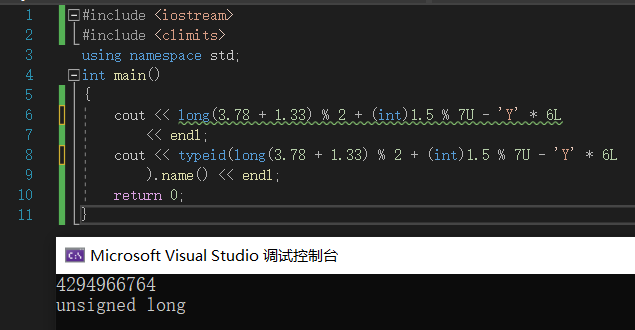 1 #include <iostream>
2 #include <climits>
3 using namespace std;
4 int main()
5 {
6 cout << long(3.78 + 1.33) % 2 + (int)1.5 % 7U - 'Y' * 6L
7 << endl;
8 cout << typeid(long(3.78 + 1.33) % 2 + (int)1.5 % 7U - 'Y' * 6L
9 ).name() << endl;
10 return 0;
11 }
Microsoft Visual Studio 调试控制台
4294966764
unsigned long